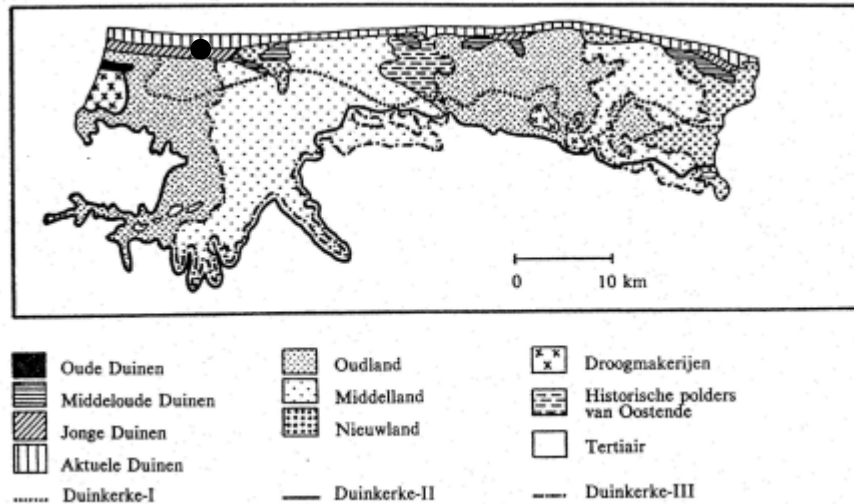 0 10 km
Oude Duinen
Middeloude Duinen
Jonge Duinen
Aktuele Duinen
Duinkerke-I
Oudland
Middelland
Nieuwland
Duinkerke-II
Droogmakerijen
Historische polders
van Oostende
Tertiair
Duinkerke-III